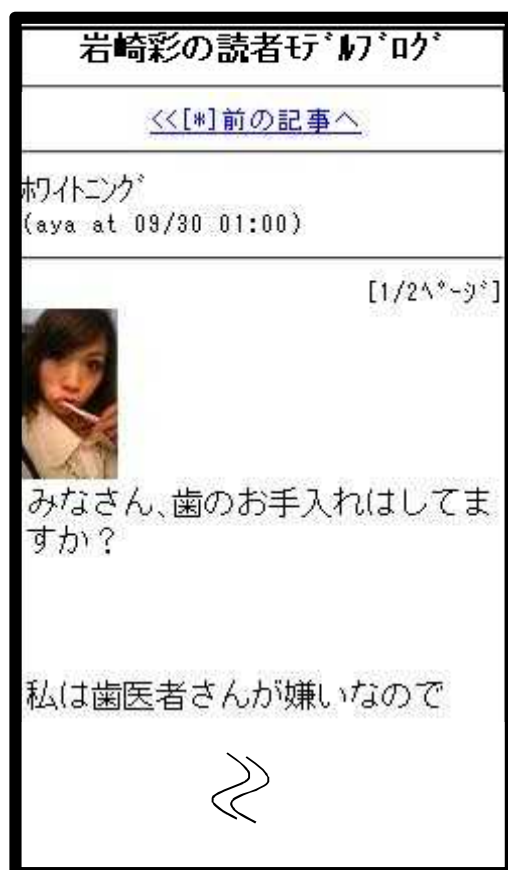 岩崎彩の読者ﾓﾃﾞﾙﾌﾞﾛｸﾞ
<<[*]前の記事へ
ﾎﾜｲﾄﾆﾝｸﾞ
(aya at 09/30 01:00)
[1/2ﾍﾟｰｼﾞ]
みなさん､歯のお手入れはしてま
すか？
私は歯医者さんが嫌いなので